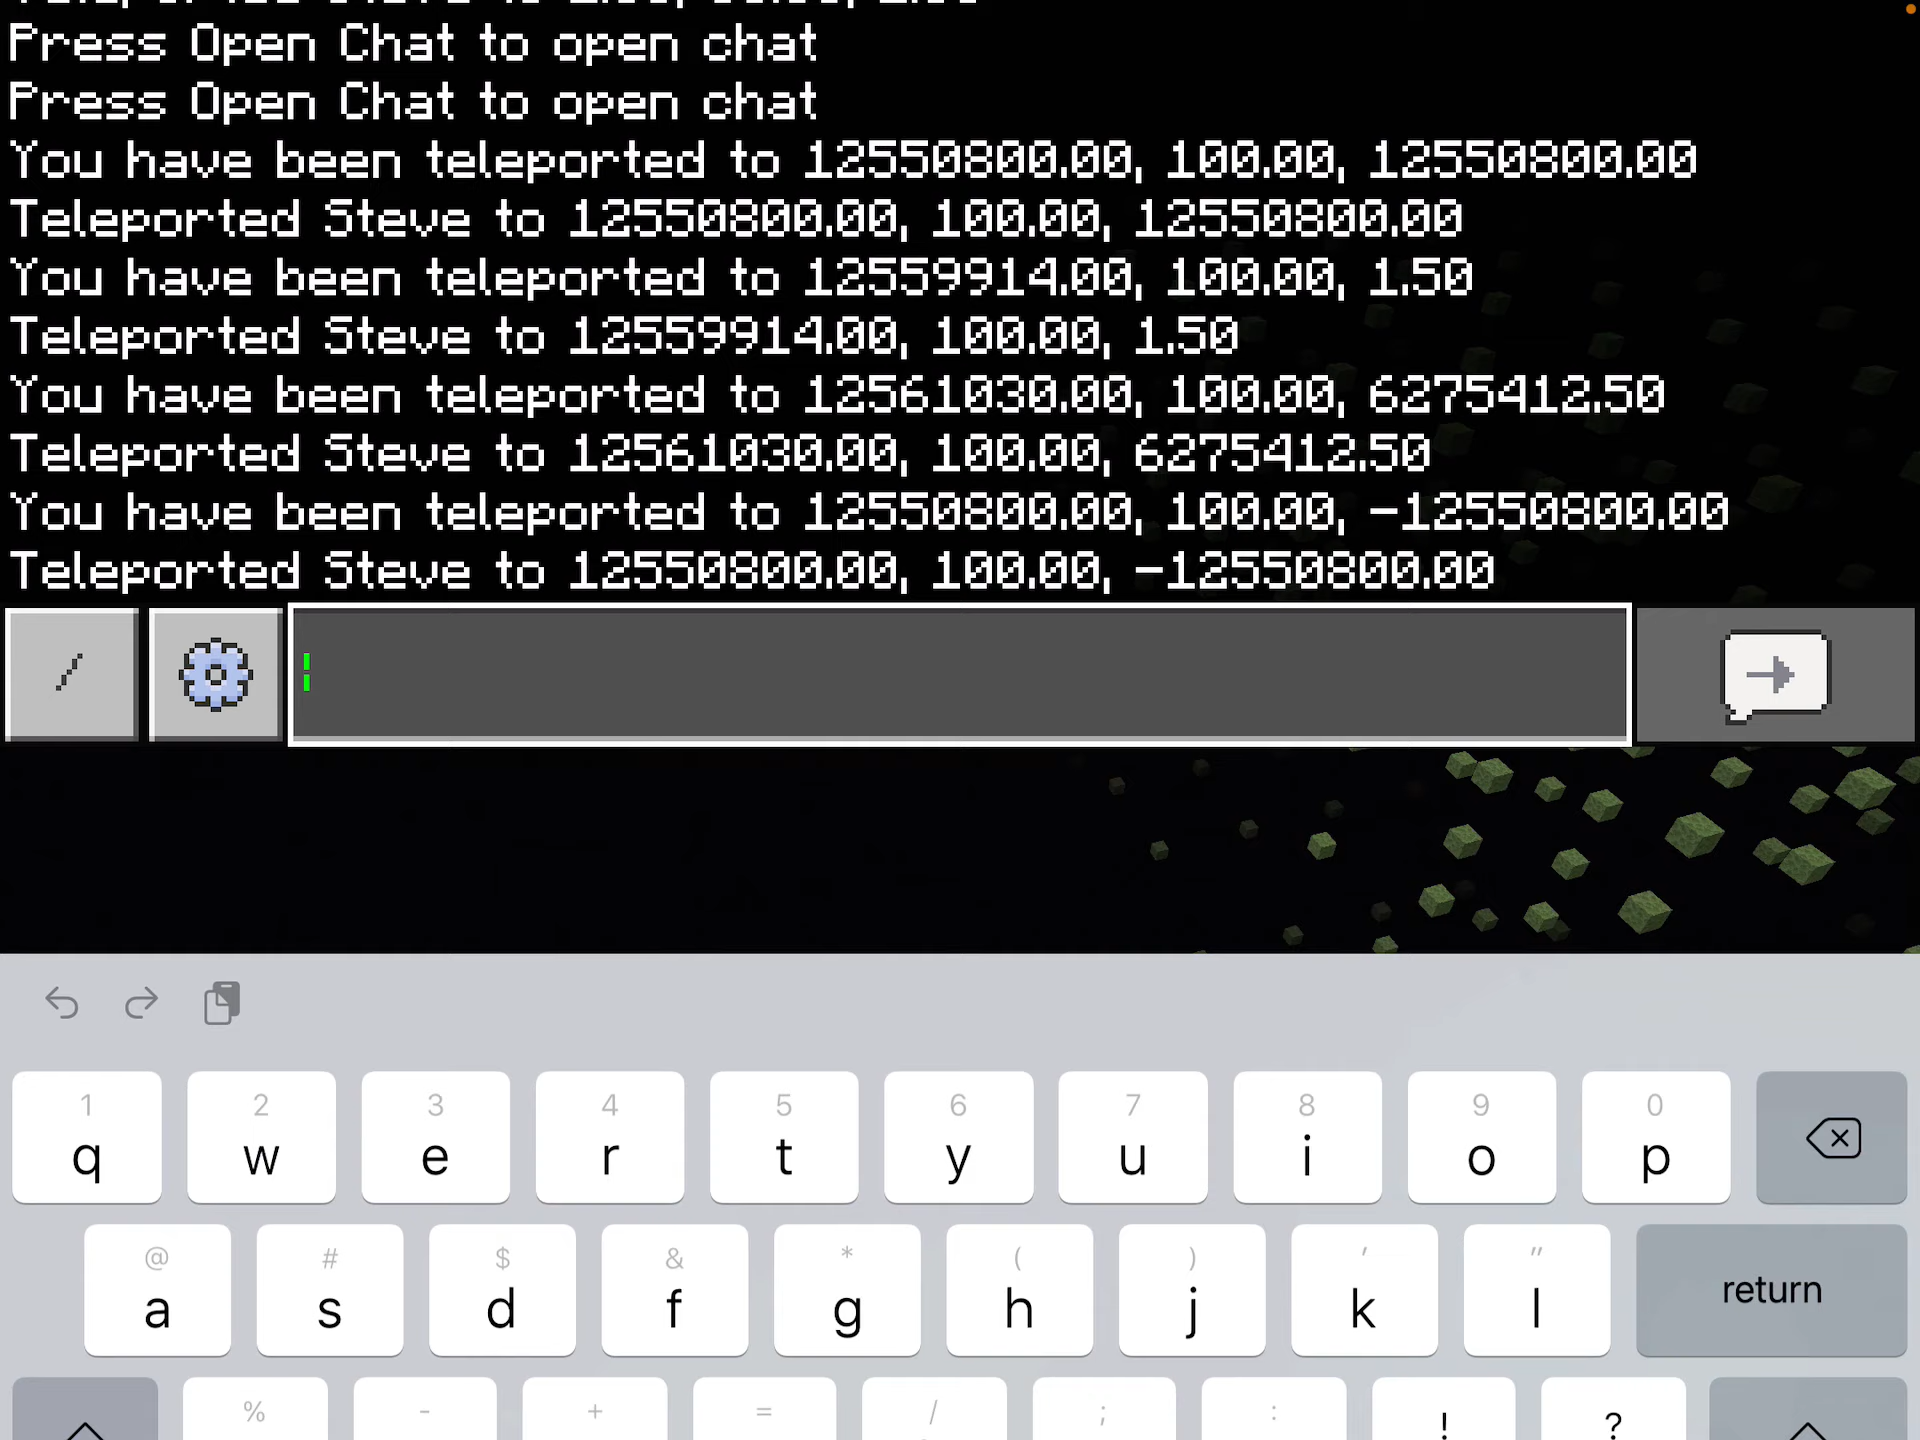 Press Open Chat to open chat
Press Open Chat to open chat
You have been teleported to 12550800.00, 100.00, 12550800.00
Teleported Steve to 12550800.00, 100.00, 12550800.00
You have been teleported to 12559914.00, 100.00, 1.50
Teleported Steve to 12559914.00, 100.00, 1.50
You have been teleported to 12561030.00, 100.00, 6275412.50
Teleported Steve to 12561030.00, 100.00, 6275412.50
You have been teleported to 12550800.00, 100.00, -12550800.00
Teleported Steve to 12550800.00, 100.00, -12550800.00
/
1 2 3 4 5 6 7 8 9 0
q w e r t y u i o p
@ # $ & * ( ) ' "
a s d f g h j k l return
% - + = / ; : ! ?